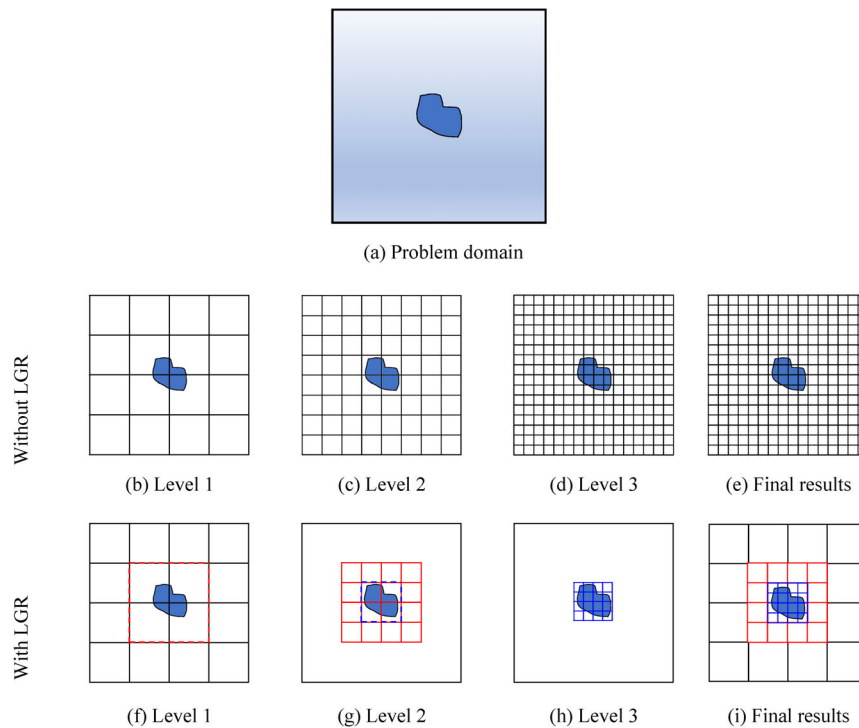 (a) Problem domain
Without LGR
(b) Level 1
(c) Level 2
(d) Level 3
(e) Final results
With LGR
(f) Level 1
(g) Level 2
(h) Level 3
(i) Final results